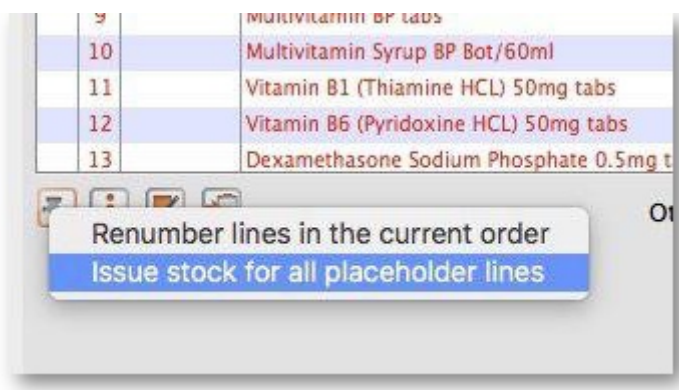 9 Multivitamin BP tabs
10 Multivitamin Syrup BP Bot/60ml
11 Vitamin B1 (Thiamine HCL) 50mg tabs
12 Vitamin B6 (Pyridoxine HCL) 50mg tabs
13 Dexamethasone Sodium Phosphate 0.5mg t
Ot
Renumber lines in the current order
Issue stock for all placeholder lines